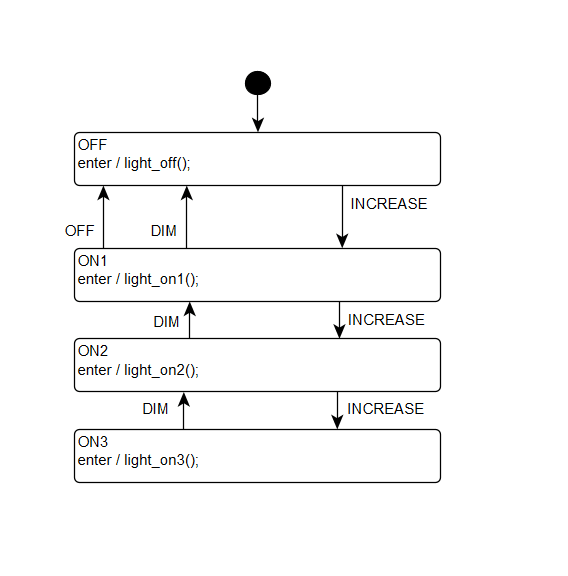 OFF
enter / light_off();
INCREASE
OFF
DIM
ON1
enter / light_on1();
DIM
INCREASE
ON2
enter / light_on2();
DIM
INCREASE
ON3
enter / light_on3();